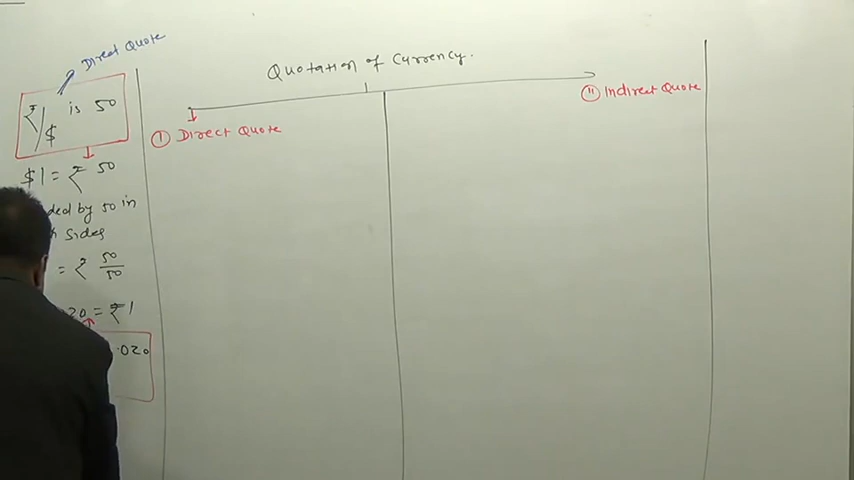 Direct Quote
₹/$ is 50
$1 = ₹ 50
by 50 in
sides
= ₹ 50/50
20 = ₹1
.020
Quotation of Currency.
(I) Direct Quote
(II) Indirect Quote